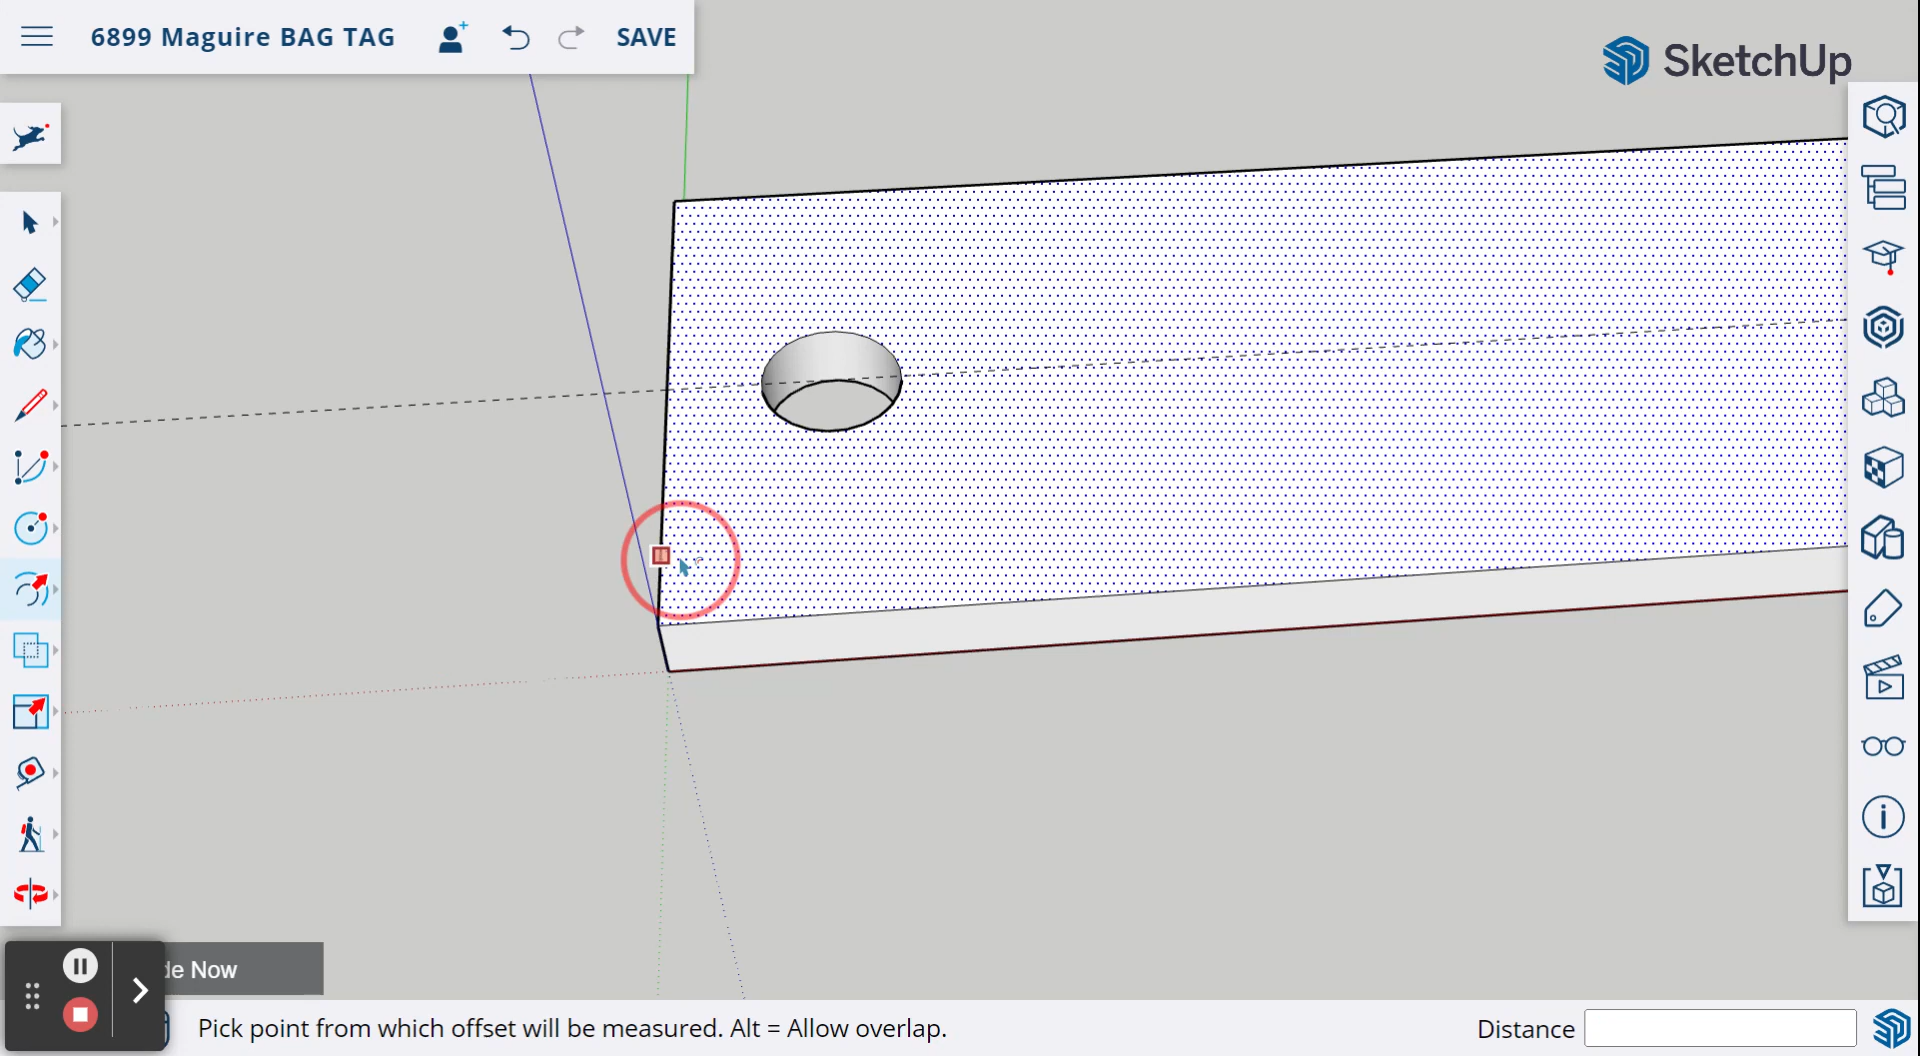 6899 Maguire BAG TAG
SAVE
SketchUp
Now
Pick point from which offset will be measured. Alt = Allow overlap.
Distance